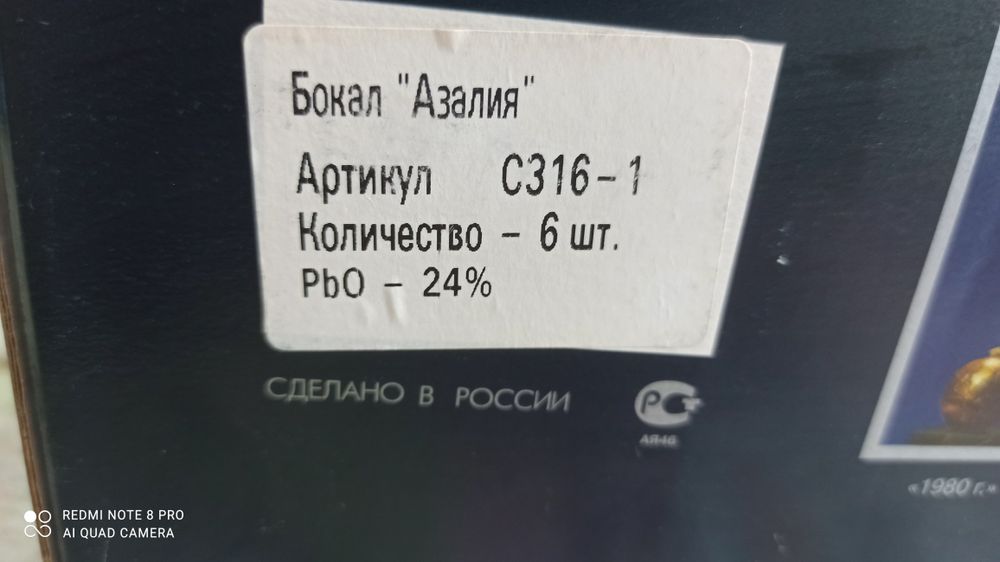 Бокал "Азалия"
Артикул С316-1
Количество - 6 шт.
PbO - 24%
СДЕЛАНО В РОССИИ
АЯ46
«1980 г.»
REDMI NOTE 8 PRO
AI QUAD CAMERA